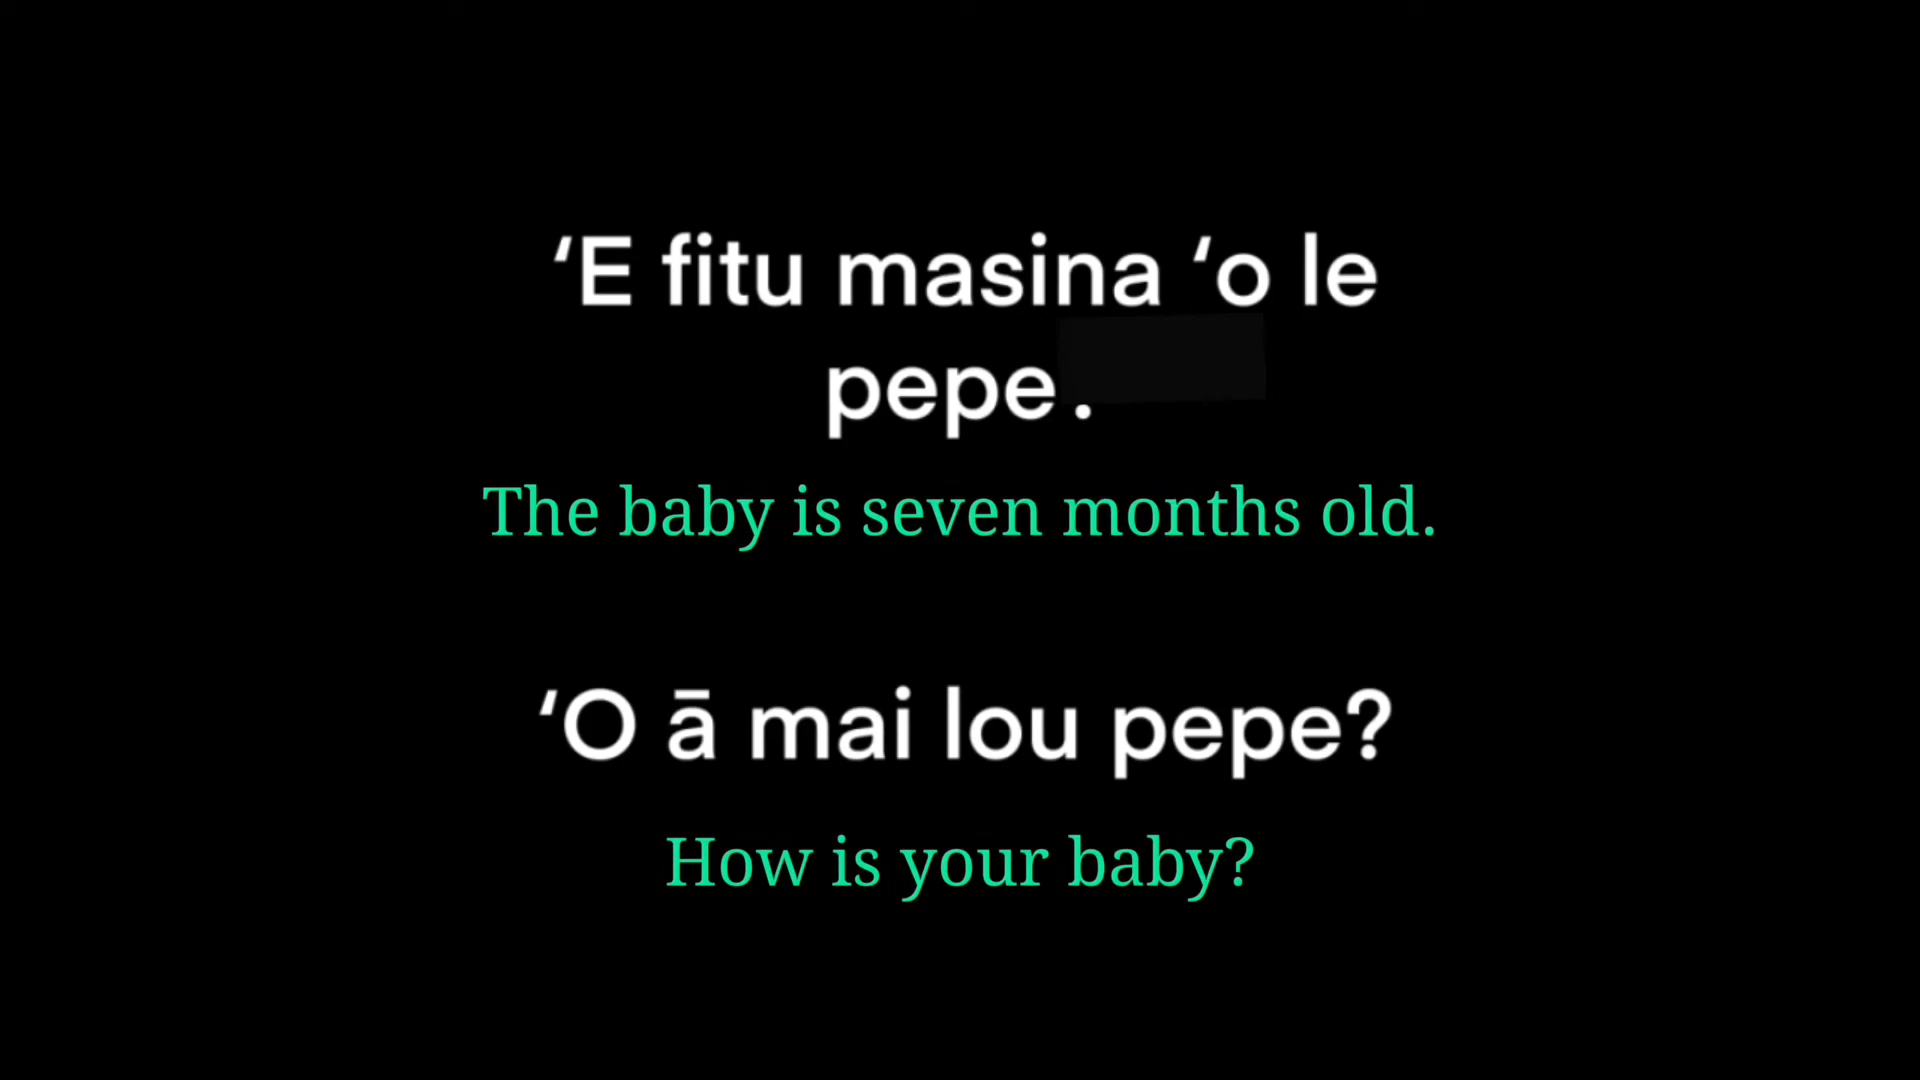 ‘E fitu masina ‘o le
pepe .
The baby is seven months old.
‘O ā mai lou pepe?
How is your baby?